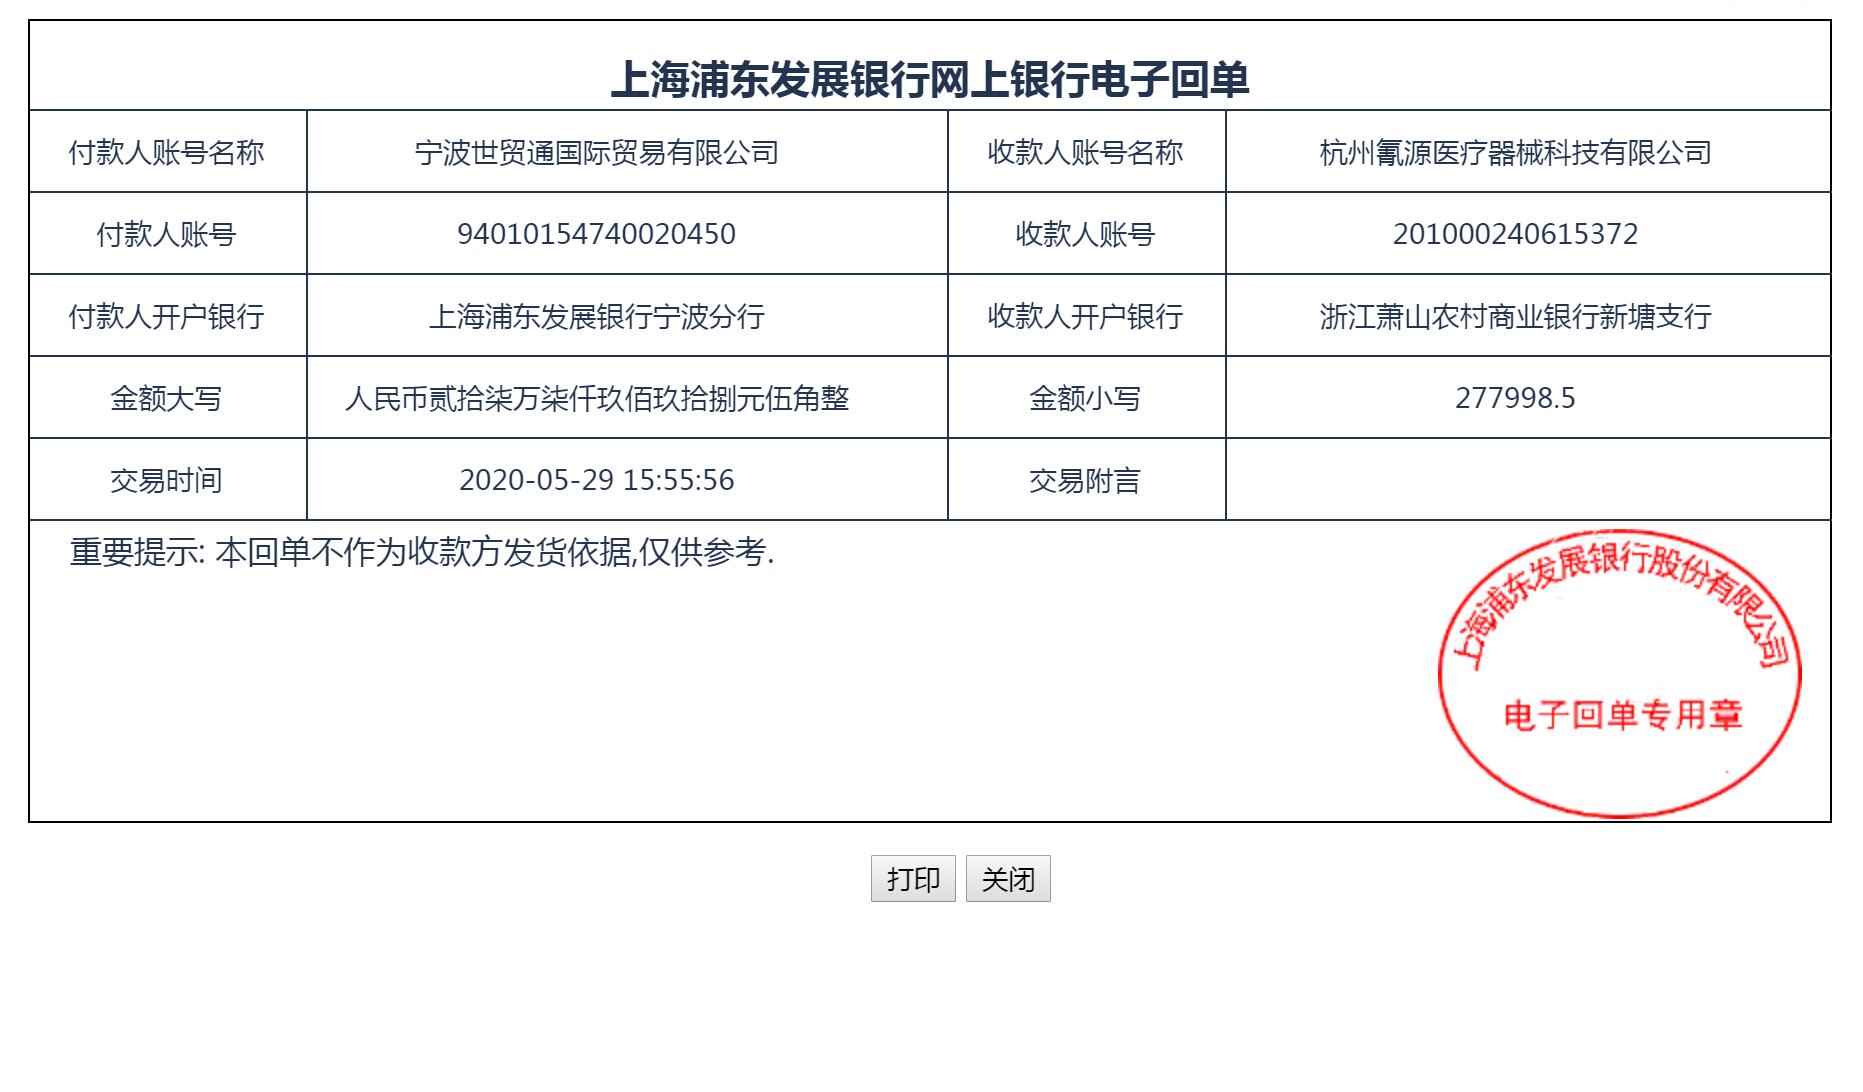 上海浦东发展银行网上银行电子回单
付款人账号名称 宁波世贸通国际贸易有限公司 收款人账号名称 杭州氰源医疗器械科技有限公司
付款人账号 94010154740020450 收款人账号 201000240615372
付款人开户银行 上海浦东发展银行宁波分行 收款人开户银行 浙江萧山农村商业银行新塘支行
金额大写 人民币贰拾柒万柒仟玖佰玖拾捌元伍角整 金额小写 277998.5
交易时间 2020-05-29 15:55:56 交易附言
重要提示: 本回单不作为收款方发货依据,仅供参考.
上海浦东发展银行股份有限公司
电子回单专用章
打印 关闭